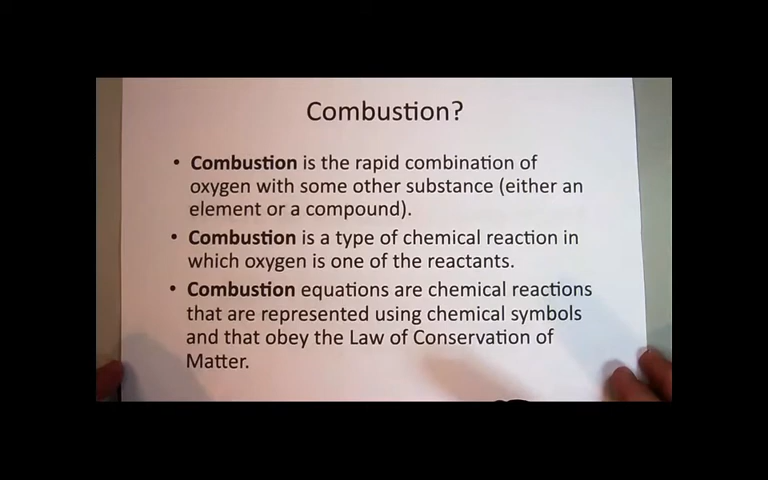 Combustion?
• Combustion is the rapid combination of
oxygen with some other substance (either an
element or a compound).
• Combustion is a type of chemical reaction in
which oxygen is one of the reactants.
• Combustion equations are chemical reactions
that are represented using chemical symbols
and that obey the Law of Conservation of
Matter.